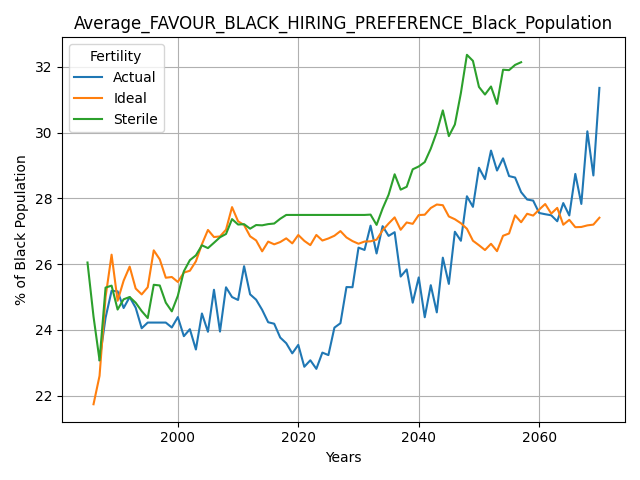 Average_FAVOUR_BLACK_HIRING_PREFERENCE_Black_Population
Fertility
Actual
Ideal
Sterile
% of Black Population
32
30
28
26
24
22
2000 2020 2040 2060
Years